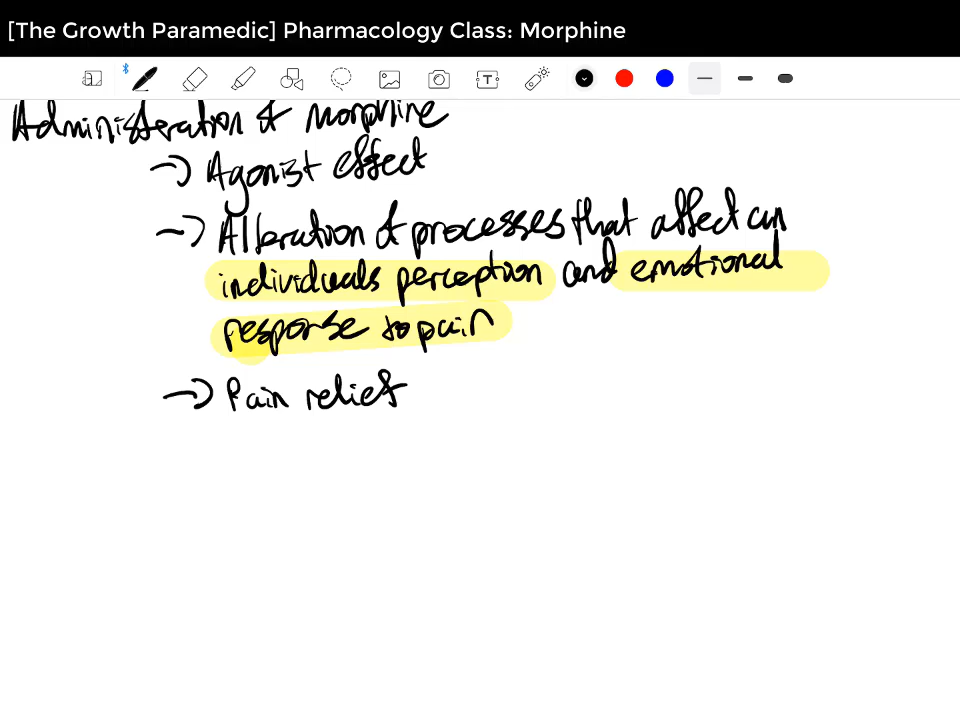 [The Growth Paramedic] Pharmacology Class: Morphine
Administeration of morphine
→ Agonist effect
→ Alteration of processes that affect an
individuals perception and emotional
response to pain
→ Pain relief